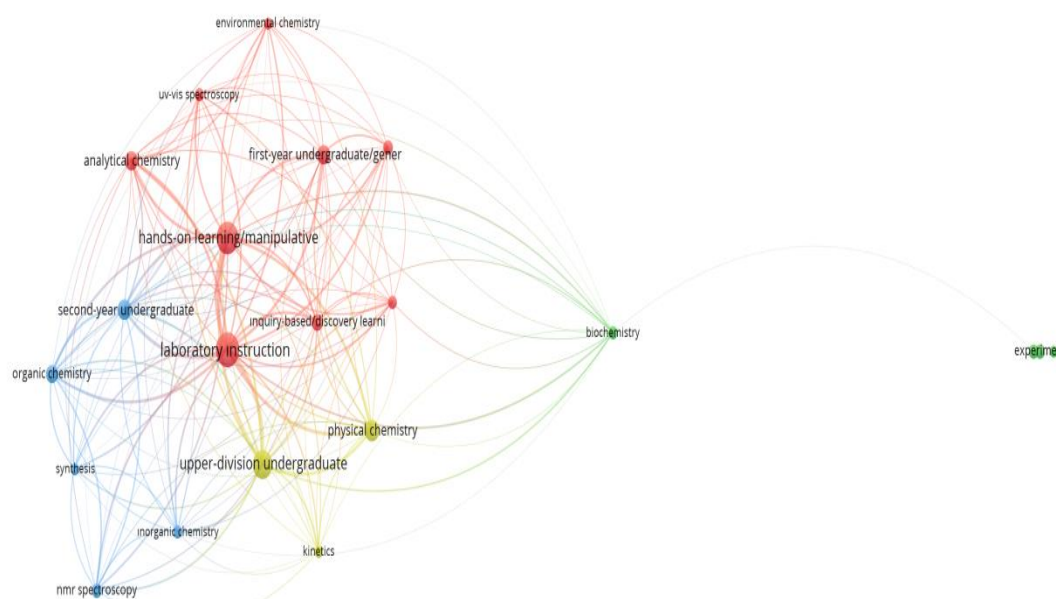 environmental chemistry
uv-vis spectroscopy
analytical chemistry
first-year undergraduate/gener
hands-on learning/manipulative
second-year undergraduate
inquiry-based/discovery learni
biochemistry
laboratory instruction
experime
organic chemistry
physical chemistry
upper-division undergraduate
synthesis
inorganic chemistry
kinetics
nmr spectroscopy